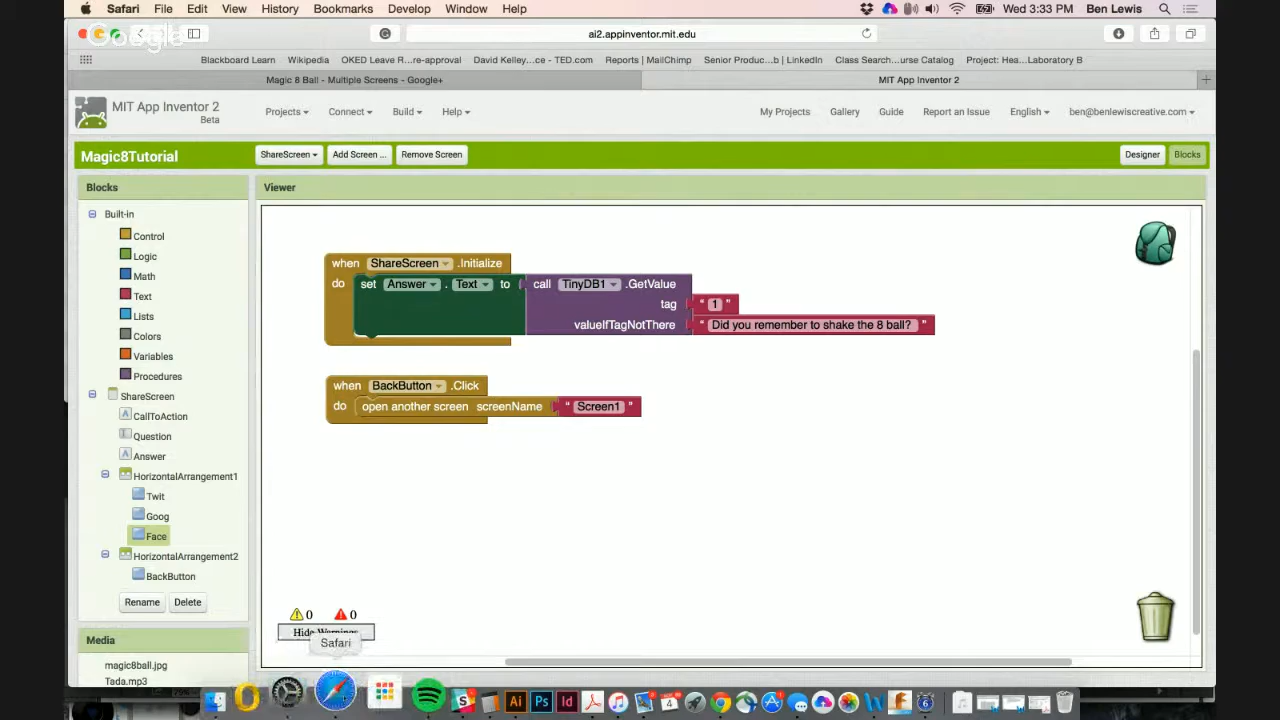 Safari File Edit View History Bookmarks Develop Window Help Wed 3:33 PM Ben Lewis
Google
ai2.appinventor.mit.edu
Blackboard Learn Wikipedia OKED Leave R...re-approval David Kelley...ce - TED.com Reports | MailChimp Senior Produc...b | LinkedIn Class Search...urse Catalog Project: Hea...Laboratory B
Magic 8 Ball - Multiple Screens - Google+ MIT App Inventor 2
MIT App Inventor 2
Beta
Projects Connect Build Help My Projects Gallery Guide Report an Issue English ben@benlewiscreative.com
Magic8Tutorial ShareScreen Add Screen ... Remove Screen Designer Blocks
Blocks Viewer
Built-in
Control
Logic
Math
Text
Lists
Colors
Variables
Procedures
ShareScreen
CallToAction
Question
Answer
HorizontalArrangement1
Twit
Goog
Face
HorizontalArrangement2
BackButton
Rename Delete
Media
magic8ball.jpg
Tada.mp3
when ShareScreen .Initialize
do set Answer . Text to call TinyDB1 .GetValue
tag " 1 "
valueIfTagNotThere " Did you remember to shake the 8 ball? "
when BackButton .Click
do open another screen screenName " Screen1 "
0 0
Hide Warnings
Safari
Ai Ps Id